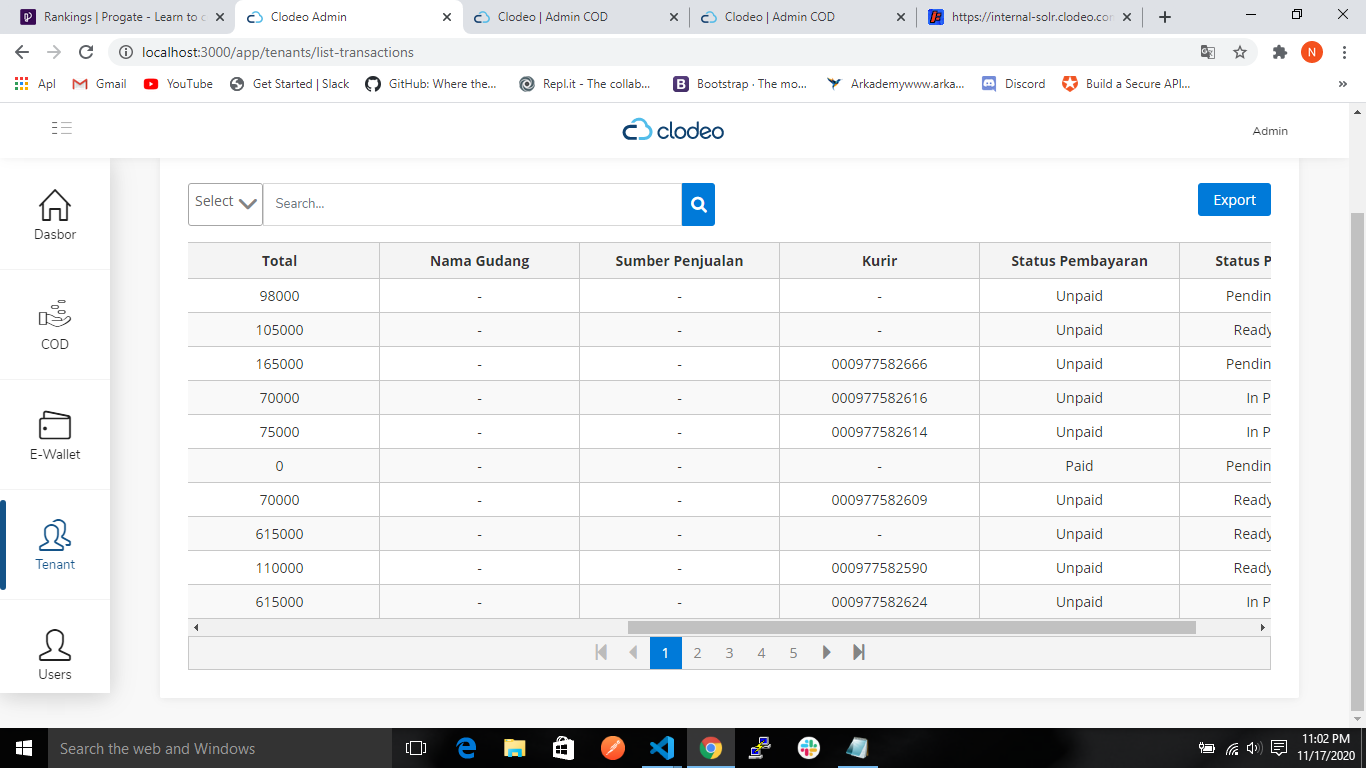 Rankings | Progate - Learn to c
Clodeo Admin
Clodeo | Admin COD
Clodeo | Admin COD
https://internal-solr.clodeo.con
localhost:3000/app/tenants/list-transactions
N
Apl
Gmail
YouTube
Get Started | Slack
GitHub: Where the...
Repl.it - The collab...
Bootstrap · The mo...
Arkademywww.arka...
Discord
Build a Secure API...
»
clodeo
Admin
Dasbor
COD
E-Wallet
Tenant
Users
Select
Search...
Export
Total Nama Gudang Sumber Penjualan Kurir Status Pembayaran Status P
98000 - - - Unpaid Pendin
105000 - - - Unpaid Ready
165000 - - 000977582666 Unpaid Pendin
70000 - - 000977582616 Unpaid In P
75000 - - 000977582614 Unpaid In P
0 - - - Paid Pendin
70000 - - 000977582609 Unpaid Ready
615000 - - - Unpaid Ready
110000 - - 000977582590 Unpaid Ready
615000 - - 000977582624 Unpaid In P
1 2 3 4 5
Search the web and Windows
11:02 PM
11/17/2020